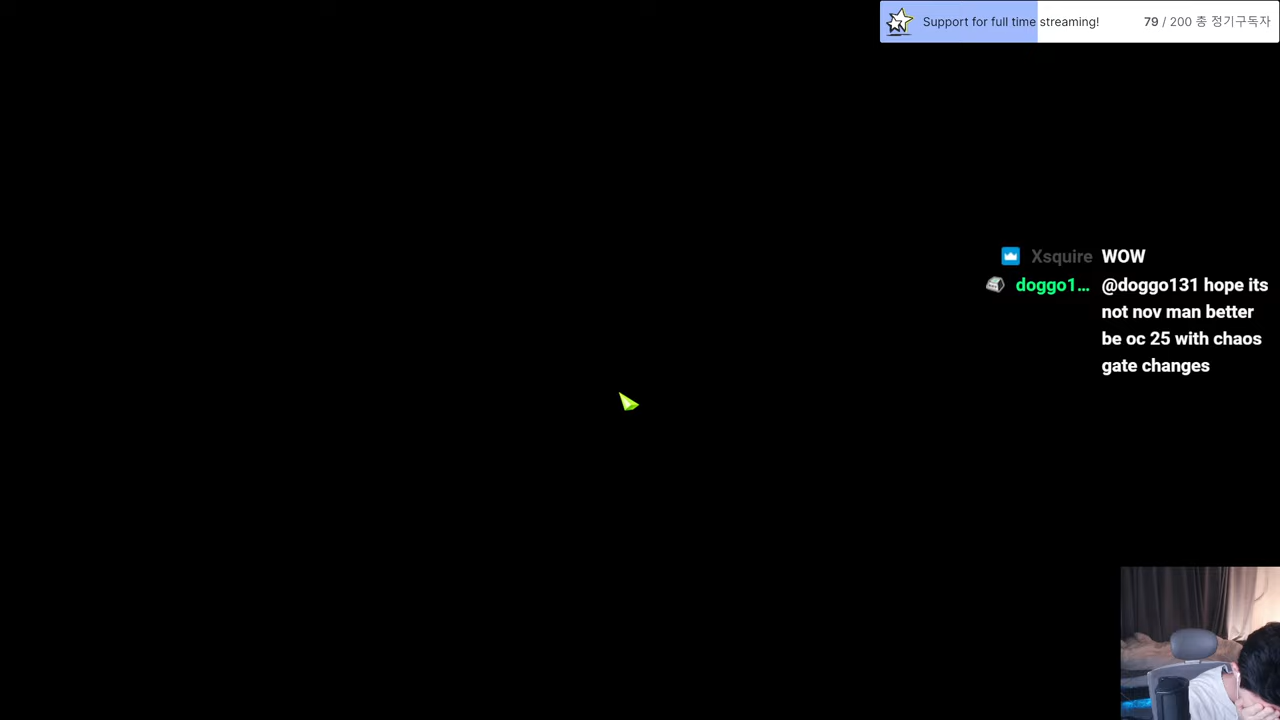 Support for full time streaming! 79 / 200 종 정기구독자
Xsquire WOW
doggo1... @doggo131 hope its
not nov man better
be oc 25 with chaos
gate changes